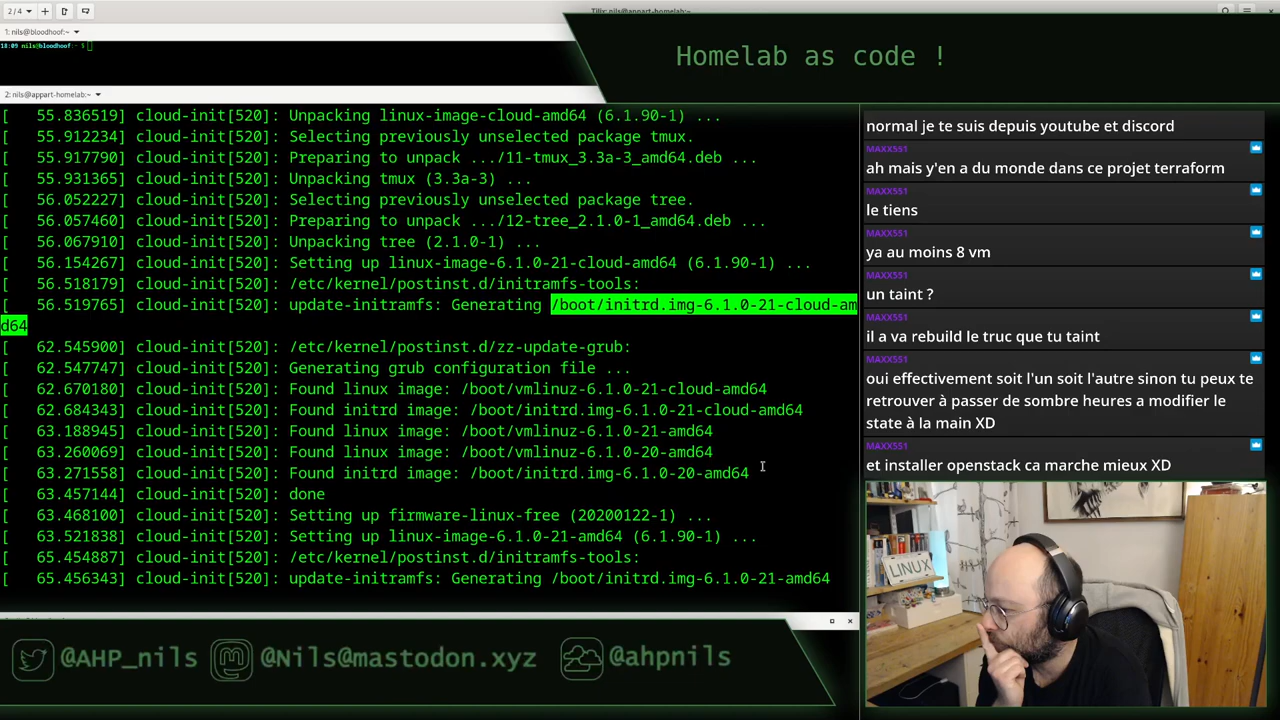 2/4
Tilix: nils@appart-homelab:~
1: nils@bloodhoof:~
18:09 nils@bloodhoof:~ $
Homelab as code !
2: nils@appart-homelab:~
[   55.836519] cloud-init[520]: Unpacking linux-image-cloud-amd64 (6.1.90-1) ...
[   55.912234] cloud-init[520]: Selecting previously unselected package tmux.
[   55.917790] cloud-init[520]: Preparing to unpack .../11-tmux_3.3a-3_amd64.deb ...
[   55.931365] cloud-init[520]: Unpacking tmux (3.3a-3) ...
[   56.052227] cloud-init[520]: Selecting previously unselected package tree.
[   56.057460] cloud-init[520]: Preparing to unpack .../12-tree_2.1.0-1_amd64.deb ...
[   56.067910] cloud-init[520]: Unpacking tree (2.1.0-1) ...
[   56.154267] cloud-init[520]: Setting up linux-image-6.1.0-21-cloud-amd64 (6.1.90-1) ...
[   56.518179] cloud-init[520]: /etc/kernel/postinst.d/initramfs-tools:
[   56.519765] cloud-init[520]: update-initramfs: Generating /boot/initrd.img-6.1.0-21-cloud-am
d64
[   62.545900] cloud-init[520]: /etc/kernel/postinst.d/zz-update-grub:
[   62.547747] cloud-init[520]: Generating grub configuration file ...
[   62.670180] cloud-init[520]: Found linux image: /boot/vmlinuz-6.1.0-21-cloud-amd64
[   62.684343] cloud-init[520]: Found initrd image: /boot/initrd.img-6.1.0-21-cloud-amd64
[   63.188945] cloud-init[520]: Found linux image: /boot/vmlinuz-6.1.0-21-amd64
[   63.260069] cloud-init[520]: Found linux image: /boot/vmlinuz-6.1.0-20-amd64
[   63.271558] cloud-init[520]: Found initrd image: /boot/initrd.img-6.1.0-20-amd64
[   63.457144] cloud-init[520]: done
[   63.468100] cloud-init[520]: Setting up firmware-linux-free (20200122-1) ...
[   63.521838] cloud-init[520]: Setting up linux-image-6.1.0-21-amd64 (6.1.90-1) ...
[   65.454887] cloud-init[520]: /etc/kernel/postinst.d/initramfs-tools:
[   65.456343] cloud-init[520]: update-initramfs: Generating /boot/initrd.img-6.1.0-21-amd64
normal je te suis depuis youtube et discord
MAXX551
ah mais y'en a du monde dans ce projet terraform
MAXX551
le tiens
MAXX551
ya au moins 8 vm
MAXX551
un taint ?
MAXX551
il a va rebuild le truc que tu taint
MAXX551
oui effectivement soit l'un soit l'autre sinon tu peux te
retrouver à passer de sombre heures a modifier le
state à la main XD
MAXX551
et installer openstack ca marche mieux XD
LINUX
@AHP_nils
@Nils@mastodon.xyz
@ahpnils